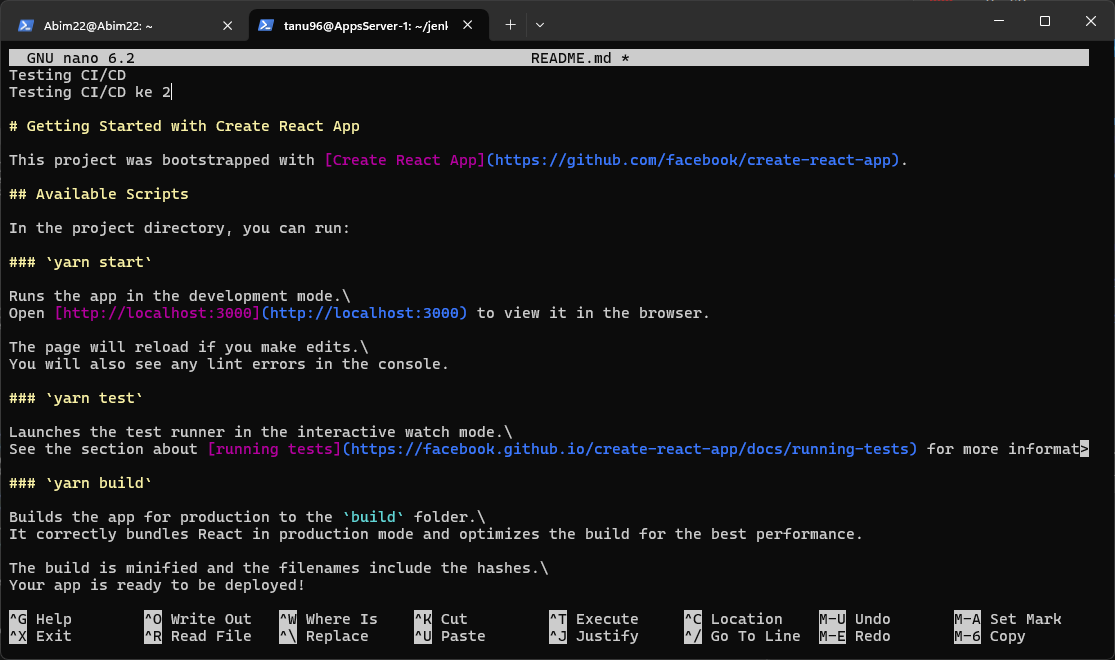 Abim22@Abim22: ~
tanu96@AppsServer-1: ~/jenk
GNU nano 6.2 README.md *
Testing CI/CD
Testing CI/CD ke 2
# Getting Started with Create React App
This project was bootstrapped with [Create React App](https://github.com/facebook/create-react-app).
## Available Scripts
In the project directory, you can run:
### `yarn start`
Runs the app in the development mode.\
Open [http://localhost:3000](http://localhost:3000) to view it in the browser.
The page will reload if you make edits.\
You will also see any lint errors in the console.
### `yarn test`
Launches the test runner in the interactive watch mode.\
See the section about [running tests](https://facebook.github.io/create-react-app/docs/running-tests) for more informat>
### `yarn build`
Builds the app for production to the `build` folder.\
It correctly bundles React in production mode and optimizes the build for the best performance.
The build is minified and the filenames include the hashes.\
Your app is ready to be deployed!
^G Help ^O Write Out ^W Where Is ^K Cut ^T Execute ^C Location M-U Undo M-A Set Mark
^X Exit ^R Read File ^\ Replace ^U Paste ^J Justify ^/ Go To Line M-E Redo M-6 Copy